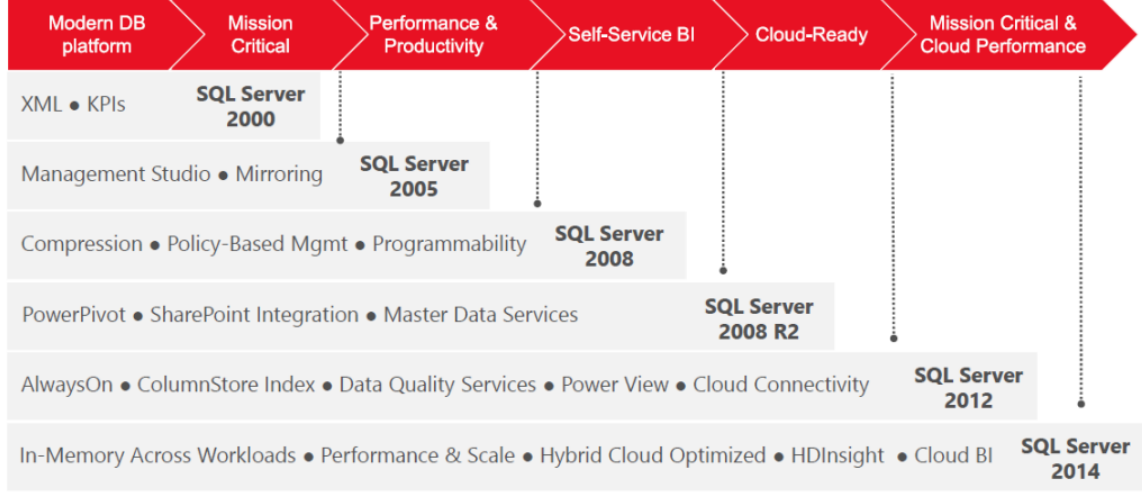 Modern DB
platform
Mission
Critical
Performance &
Productivity
Self-Service BI
Cloud-Ready
Mission Critical &
Cloud Performance
XML ● KPIs
SQL Server
2000
Management Studio ● Mirroring
SQL Server
2005
Compression ● Policy-Based Mgmt ● Programmability
SQL Server
2008
PowerPivot ● SharePoint Integration ● Master Data Services
SQL Server
2008 R2
AlwaysOn ● ColumnStore Index ● Data Quality Services ● Power View ● Cloud Connectivity
SQL Server
2012
In-Memory Across Workloads ● Performance & Scale ● Hybrid Cloud Optimized ● HDInsight ● Cloud BI
SQL Server
2014